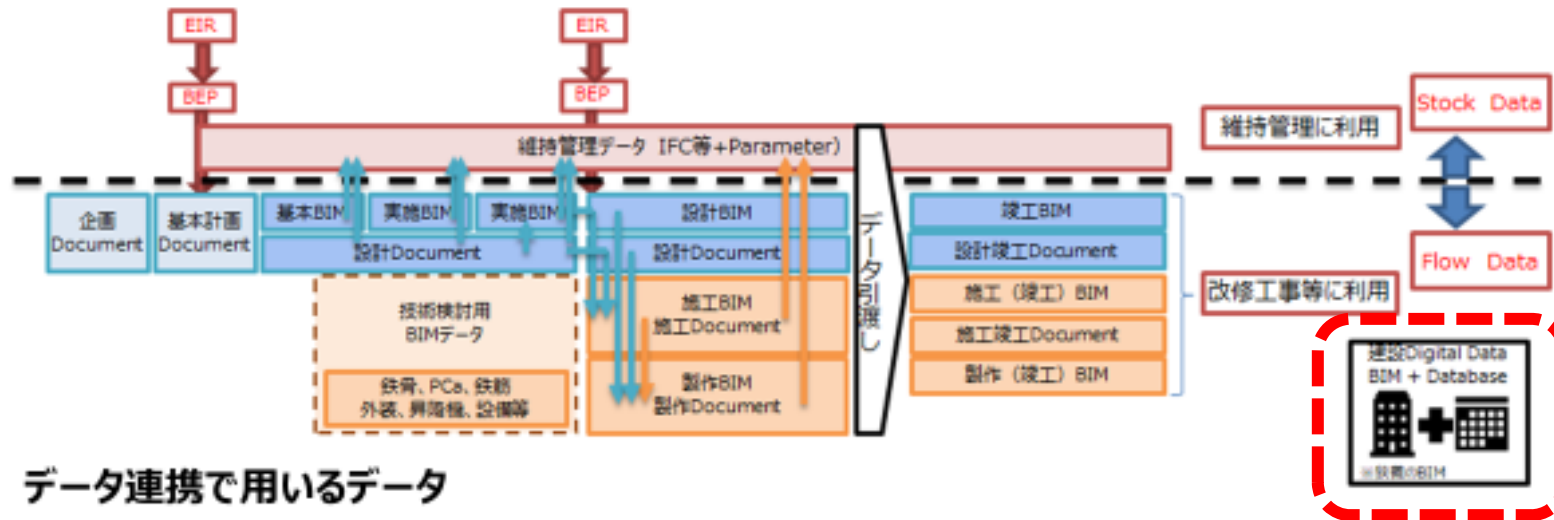 EIR
EIR
BEP
BEP
維持管理データ IFC等+Parameter)
維持管理に利用
Stock Data
企画
Document
基本計画
Document
基本BIM
実施BIM
実施BIM
設計Document
設計BIM
設計Document
技術検討用
BIMデータ
鉄骨、PCa、鉄筋
外装、昇降機、設備等
施工BIM
施工Document
製作BIM
製作Document
データ引渡し
竣工BIM
設計竣工Document
施工(竣工)BIM
施工竣工Document
製作(竣工)BIM
改修工事等に利用
Flow Data
建設Digital Data
BIM + Database
※狭義のBIM
データ連携で用いるデータ